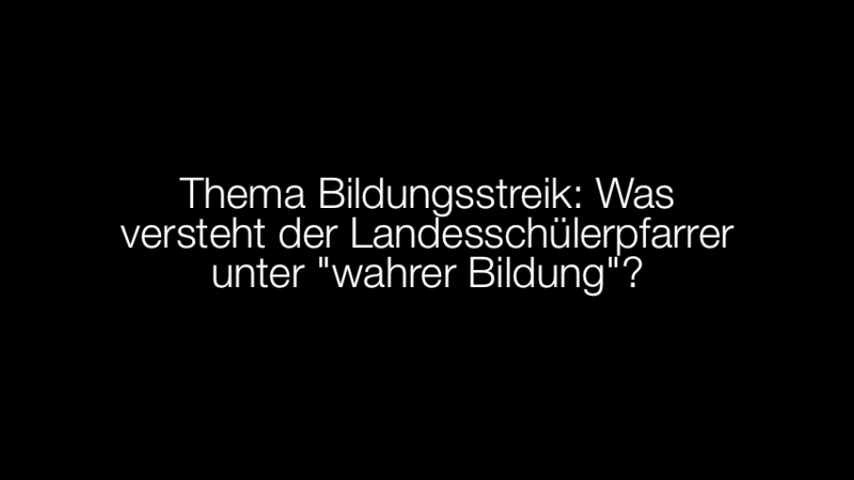 Thema Bildungsstreik: Was
versteht der Landesschülerpfarrer
unter "wahrer Bildung"?